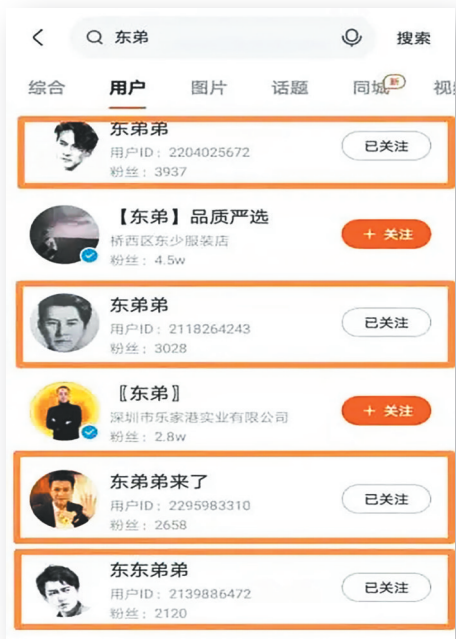 东弟
搜索
综合 用户 图片 话题 同城 新 视
东弟弟
用户ID：2204025672
粉丝：3937
已关注
【东弟】品质严选
桥西区东少服装店
粉丝：4.5w
+ 关注
东弟弟
用户ID：2118264243
粉丝：3028
已关注
〖东弟〗
深圳市乐家港实业有限公司
粉丝：2.8w
+ 关注
东弟弟来了
用户ID：2295983310
粉丝：2658
已关注
东东弟弟
用户ID：2139886472
粉丝：2120
已关注